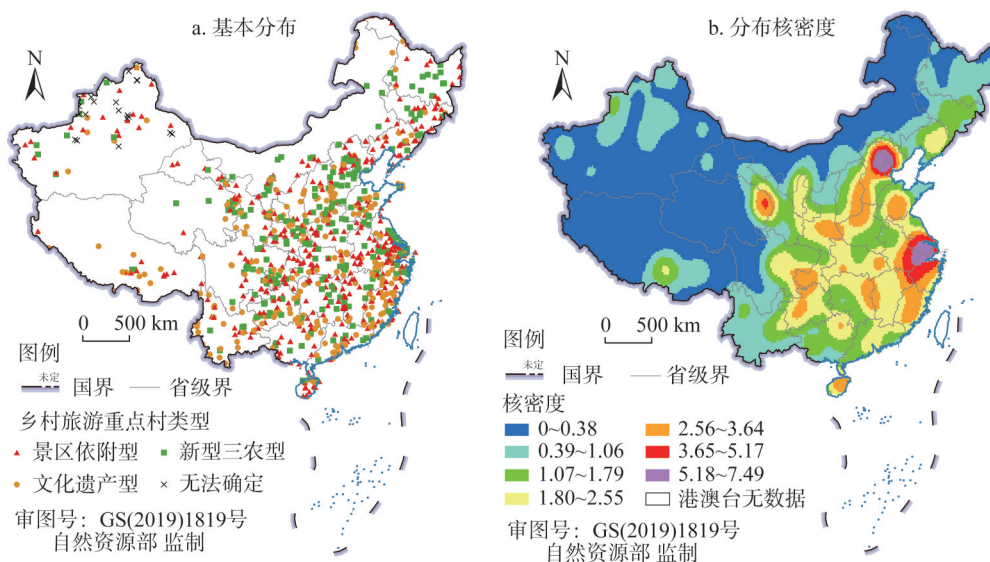 a. 基本分布
N
0 500 km
图例
未定 国界 省级界
乡村旅游重点村类型
景区依附型 新型三农型
文化遗产型 无法确定
审图号：GS(2019)1819号
自然资源部 监制
b. 分布核密度
N
0 500 km
图例
未定 国界 省级界
核密度
0~0.38 2.56~3.64
0.39~1.06 3.65~5.17
1.07~1.79 5.18~7.49
1.80~2.55 港澳台无数据
审图号：GS(2019)1819号
自然资源部 监制